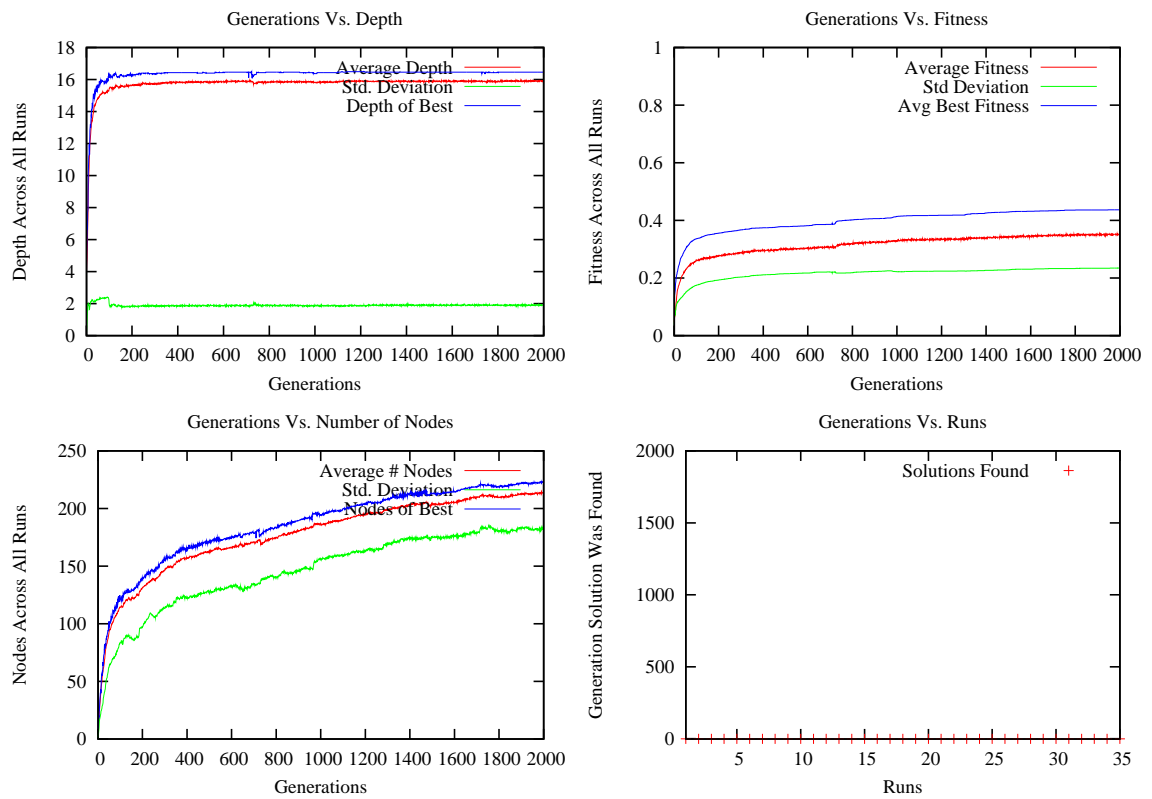 Generations Vs. Depth
Depth Across All Runs
18
16
14
12
10
8
6
4
2
0
Average Depth
Std. Deviation
Depth of Best
0 200 400 600 800 1000 1200 1400 1600 1800 2000
Generations
Generations Vs. Fitness
Fitness Across All Runs
1
0.8
0.6
0.4
0.2
0
Average Fitness
Std Deviation
Avg Best Fitness
0 200 400 600 800 1000 1200 1400 1600 1800 2000
Generations
Generations Vs. Number of Nodes
Nodes Across All Runs
250
200
150
100
50
0
Average # Nodes
Std. Deviation
Nodes of Best
0 200 400 600 800 1000 1200 1400 1600 1800 2000
Generations
Generations Vs. Runs
Generation Solution Was Found
2000
1500
1000
500
0
Solutions Found
5 10 15 20 25 30 35
Runs